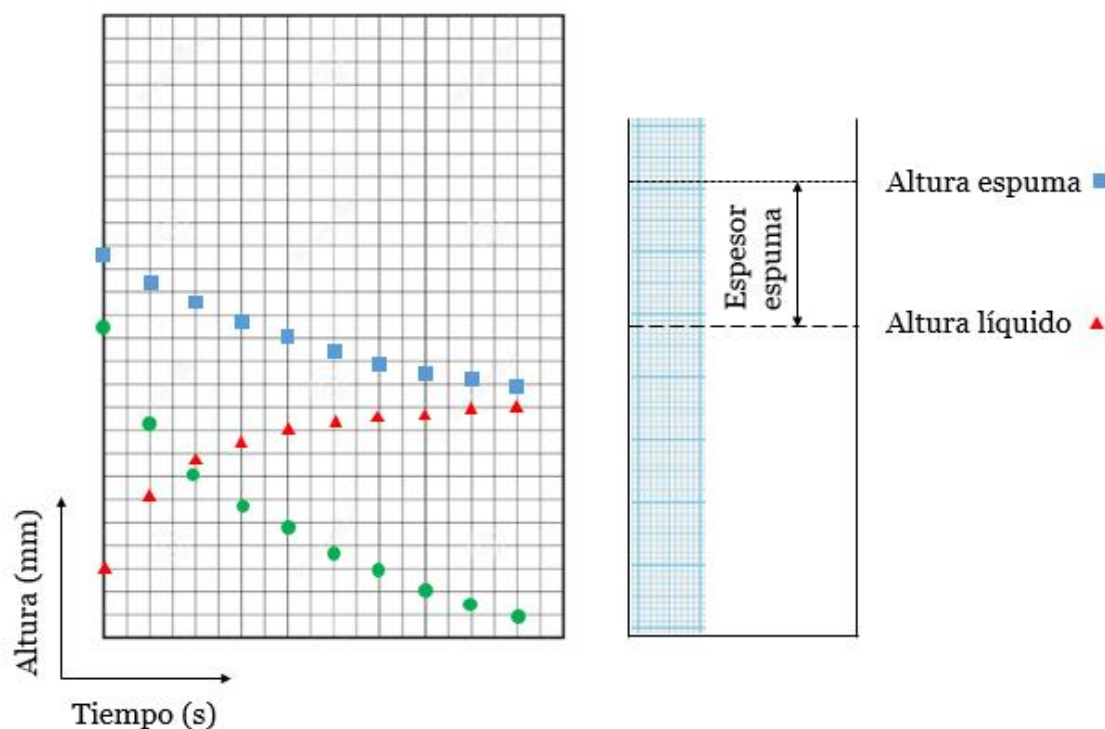 Altura (mm)
Tiempo (s)
Espesor
espuma
Altura espuma
Altura líquido